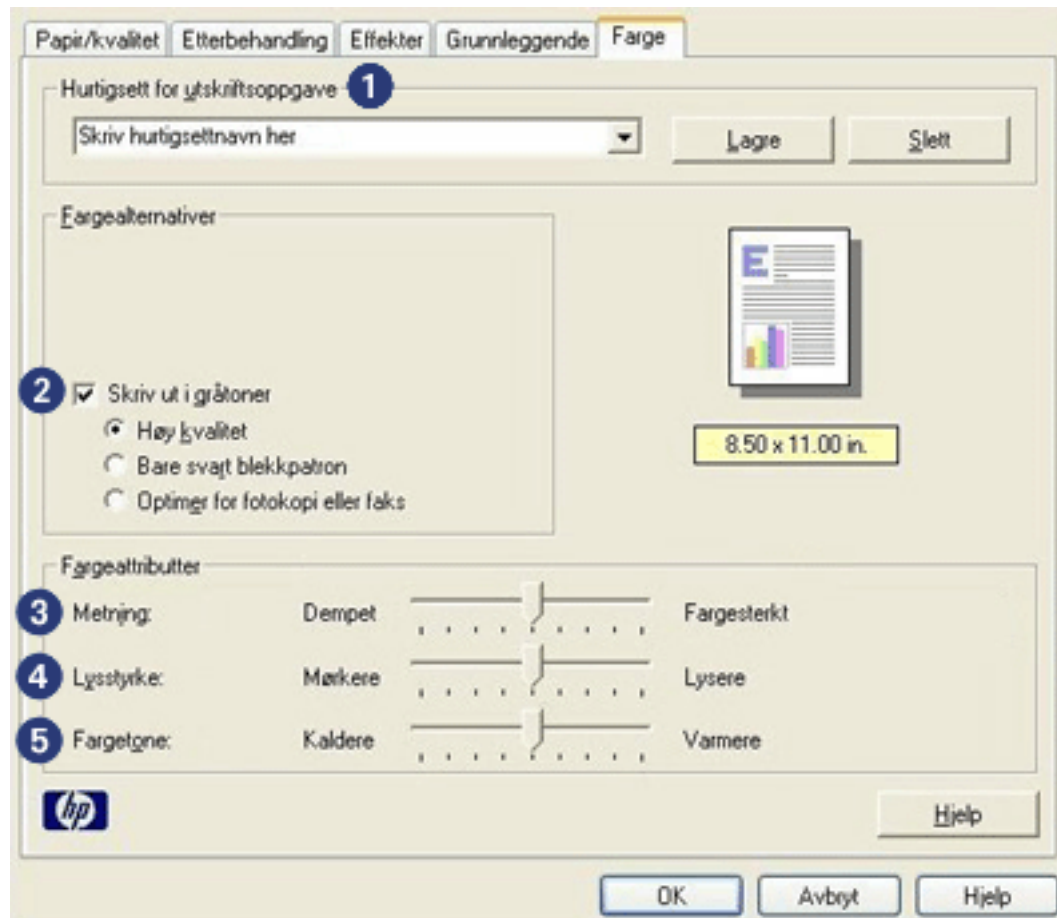 Papir/kvalitet Etterbehandling Effekter Grunnleggende Farge
Hurtigsett for utskriftsoppgave 1
Skriv hurtigsettnavn her Lagre Slett
Fargealternativer
E
2 Skriv ut i gråtoner
Høy kvalitet
8.50 x 11.00 in.
Bare svart blekkpatron
Optimer for fotokopi eller faks
Fargeattributter
3 Metning: Dempet Fargesterkt
4 Lysstyrke: Mørkere Lysere
5 Fargetone: Kaldere Varmere
hp
Hjelp
OK Avbryt Hjelp